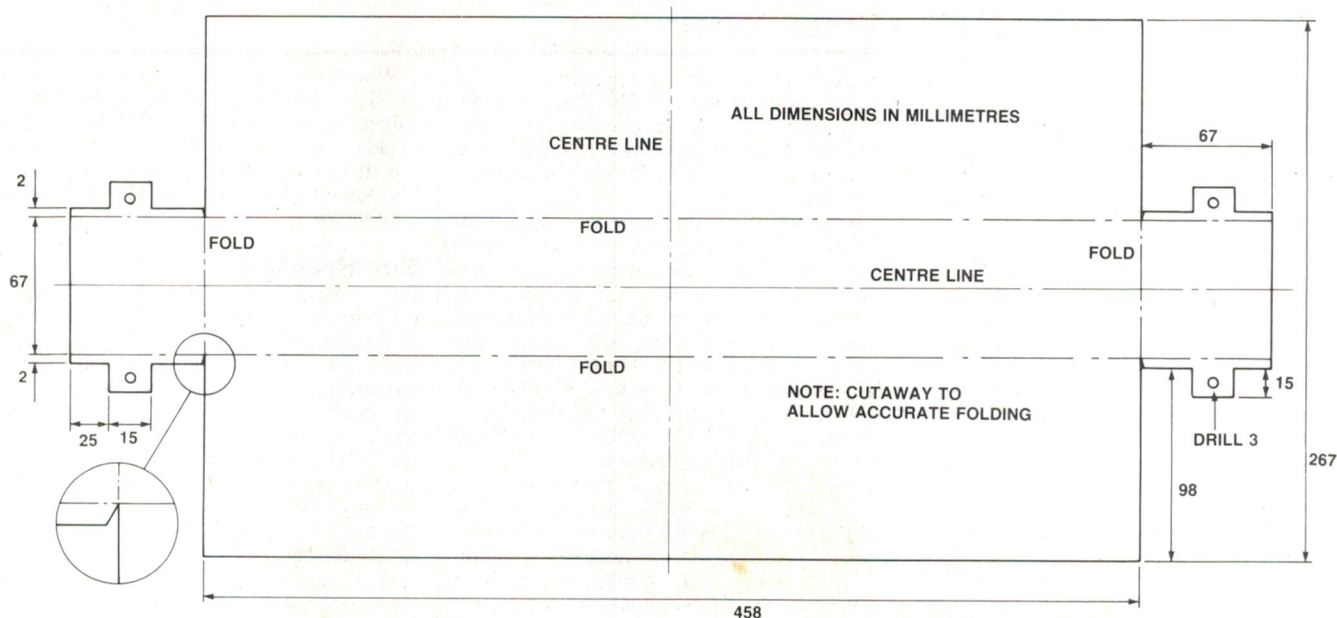 ALL DIMENSIONS IN MILLIMETRES
CENTRE LINE
67
2
FOLD
FOLD
FOLD
67
CENTRE LINE
2
FOLD
NOTE: CUTAWAY TO
ALLOW ACCURATE FOLDING
15
25
15
DRILL 3
267
98
458